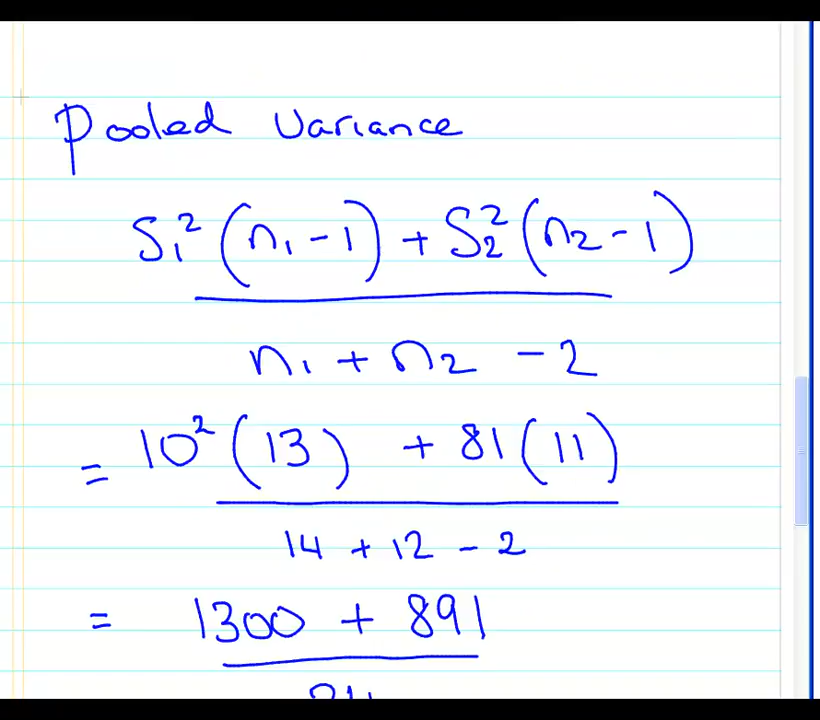 Pooled Variance
S₁² (n₁ - 1) + S₂² (n₂ - 1)
n₁ + n₂ - 2
= 10² (13) + 81 (11)
14 + 12 - 2
= 1300 + 891